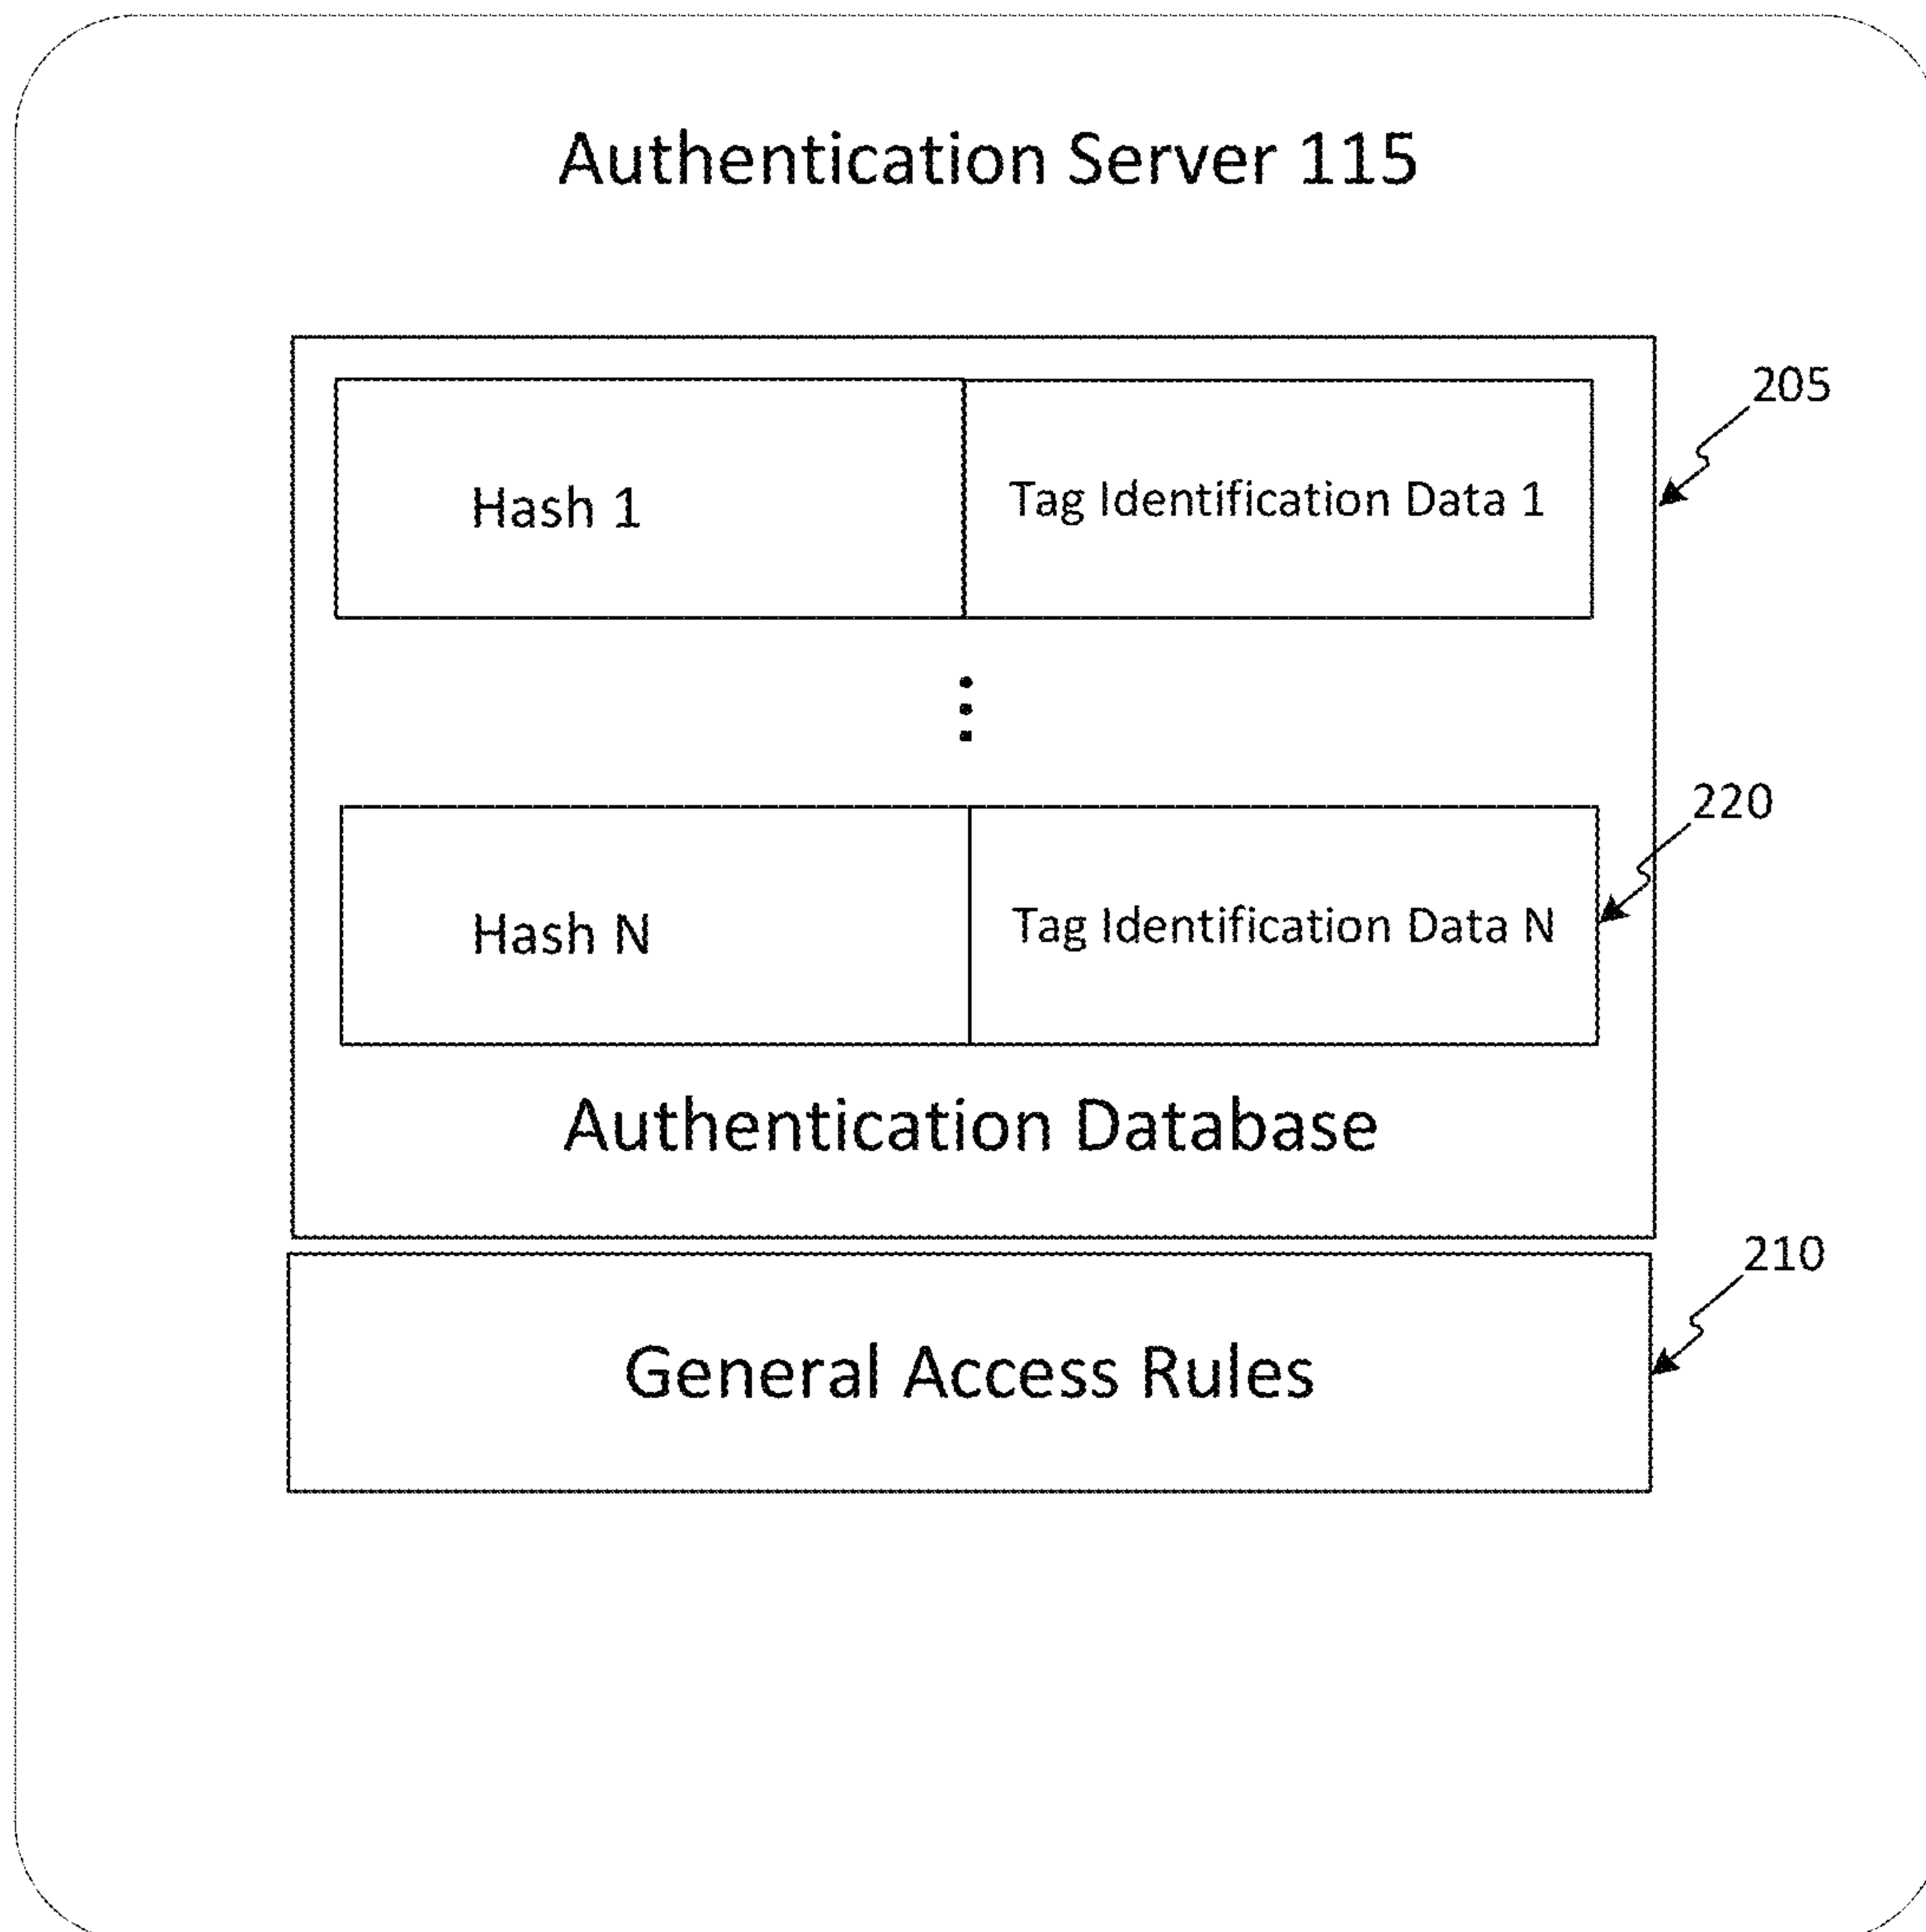 Authentication Server 115
205
Hash 1
Tag Identification Data 1
220
Hash N
Tag Identification Data N
Authentication Database
210
General Access Rules